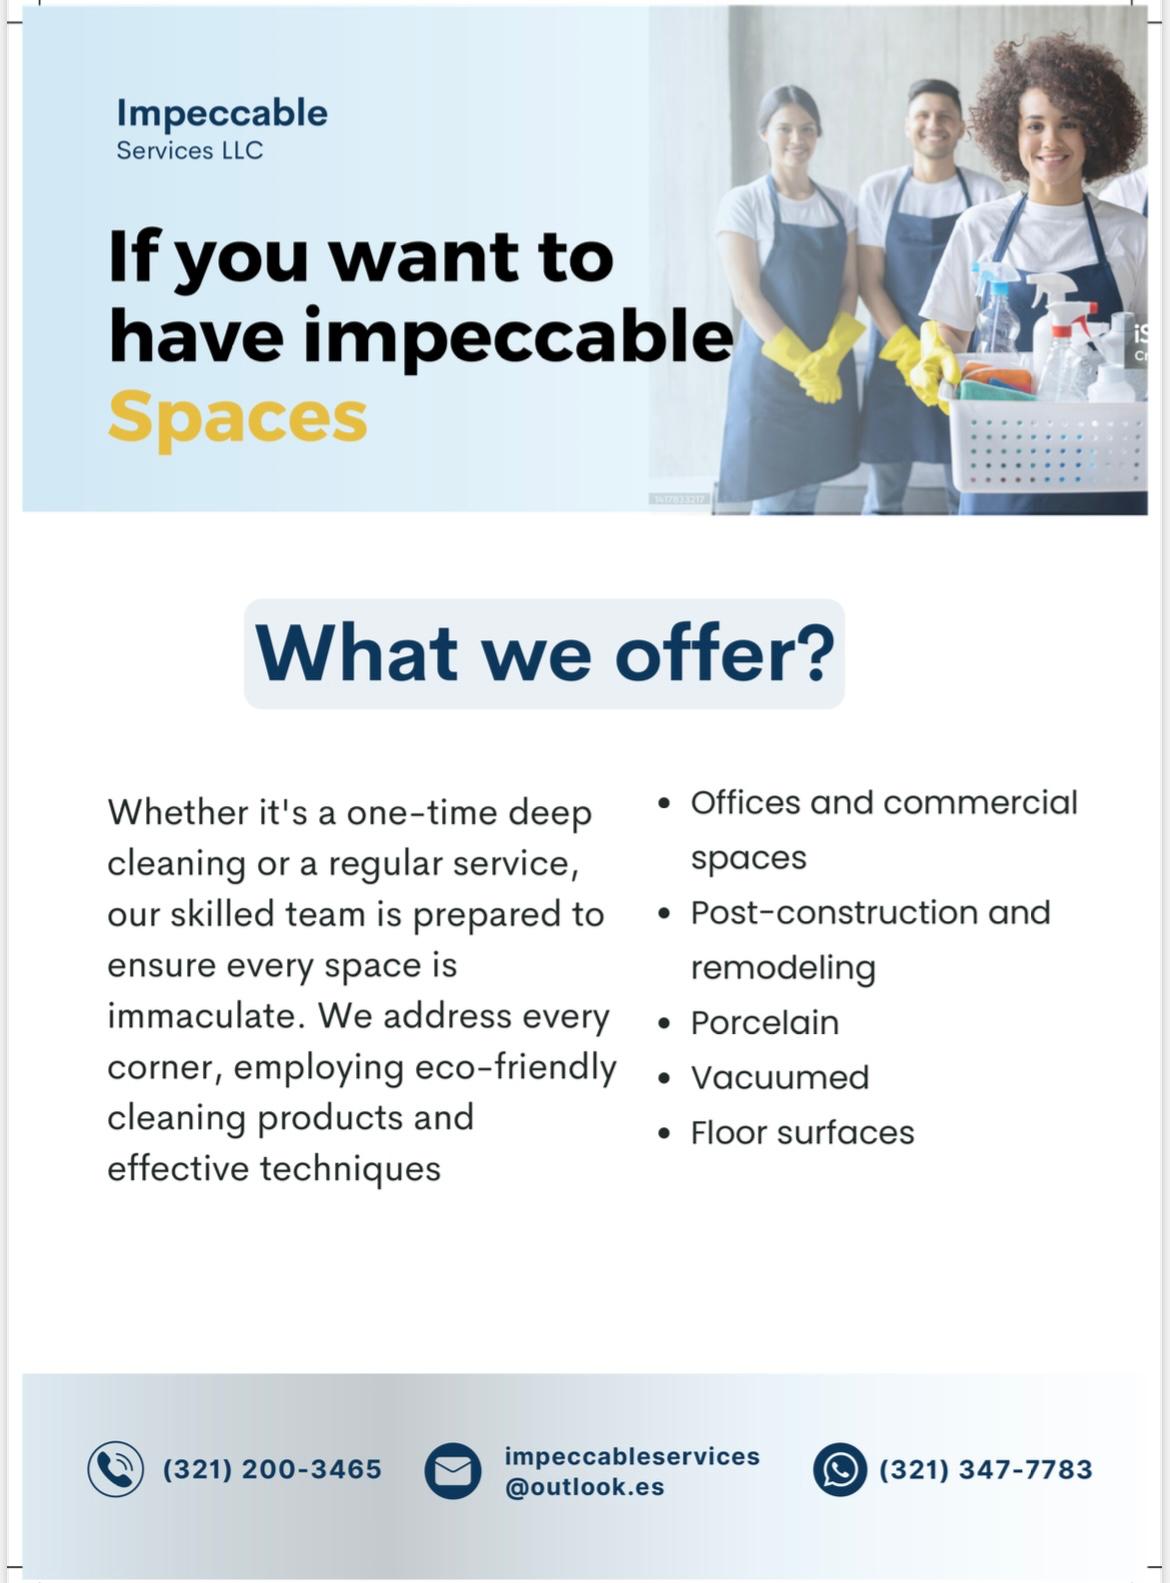 Impeccable
Services LLC
If you want to
have impeccable
Spaces
1417833217
What we offer?
Whether it's a one-time deep
cleaning or a regular service,
our skilled team is prepared to
ensure every space is
immaculate. We address every
corner, employing eco-friendly
cleaning products and
effective techniques
• Offices and commercial
spaces
• Post-construction and
remodeling
• Porcelain
• Vacuumed
• Floor surfaces
(321) 200-3465
impeccableservices
@outlook.es
(321) 347-7783